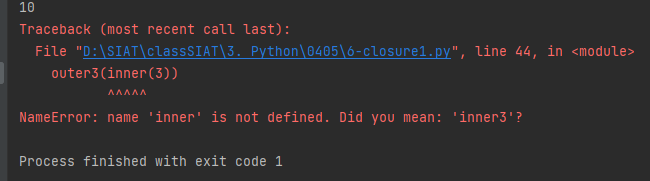 10
Traceback (most recent call last):
  File "D:\SIAT\classSIAT\3. Python\0405\6-closure1.py", line 44, in <module>
    outer3(inner(3))
           ^^^^^
NameError: name 'inner' is not defined. Did you mean: 'inner3'?
Process finished with exit code 1